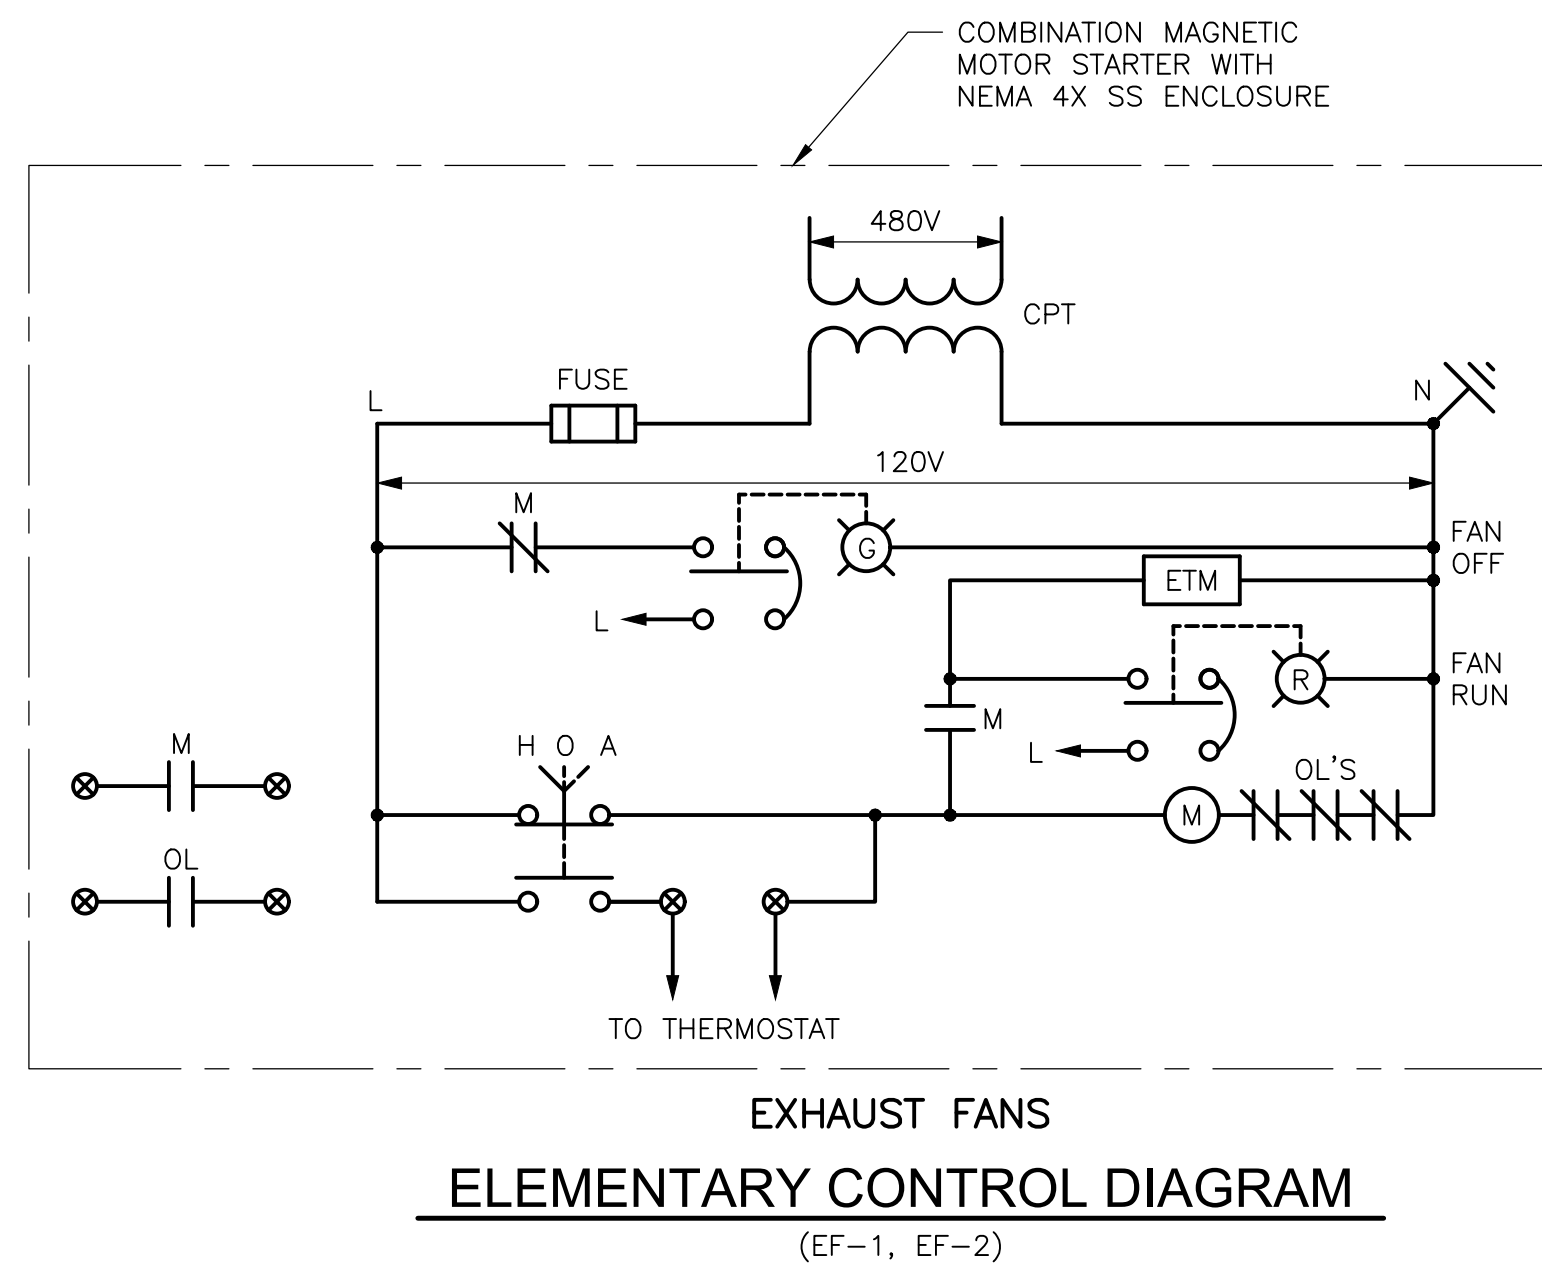 COMBINATION MAGNETIC
MOTOR STARTER WITH
NEMA 4X SS ENCLOSURE
480V
CPT
FUSE
L
N
120V
M
G
FAN
OFF
ETM
L
R
FAN
RUN
M
L
H O A
M
OL'S
M
OL
TO THERMOSTAT
EXHAUST FANS
ELEMENTARY CONTROL DIAGRAM
(EF-1, EF-2)